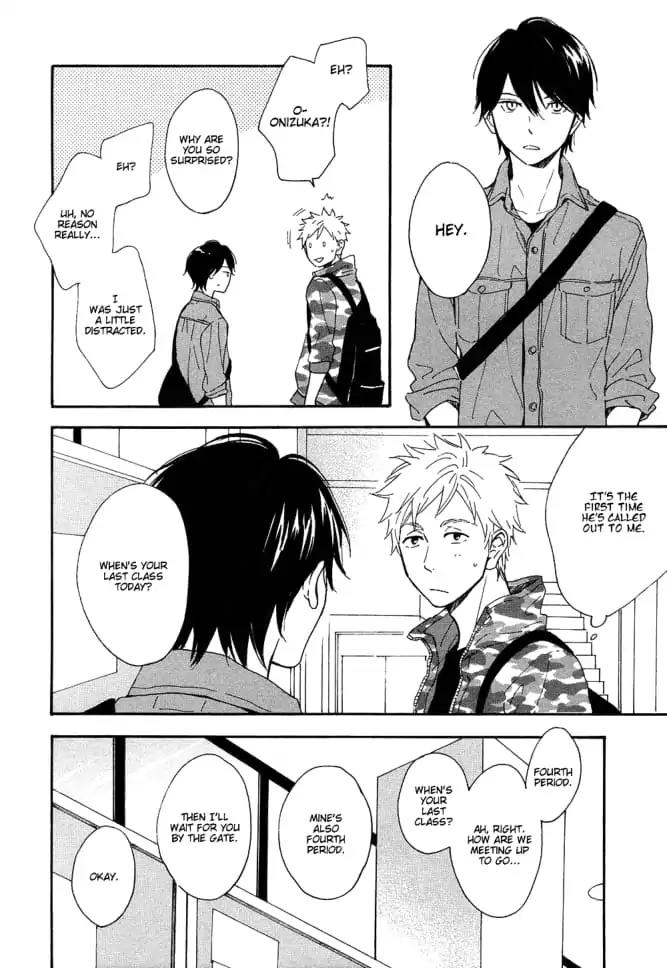 HEY.
EH?
O-
ONIZUKA?!
WHY ARE
YOU SO
SURPRISED?
EH?
UH, NO
REASON
REALLY...
I
WAS JUST
A LITTLE
DISTRACTED.
IT'S THE
FIRST TIME
HE'S CALLED
OUT TO ME.
WHEN'S YOUR
LAST CLASS
TODAY?
FOURTH
PERIOD.
AH, RIGHT.
HOW ARE WE
MEETING UP
TO GO...
WHEN'S
YOUR
LAST
CLASS?
MINE'S
ALSO
FOURTH
PERIOD.
THEN I'LL
WAIT FOR YOU
BY THE GATE.
OKAY.